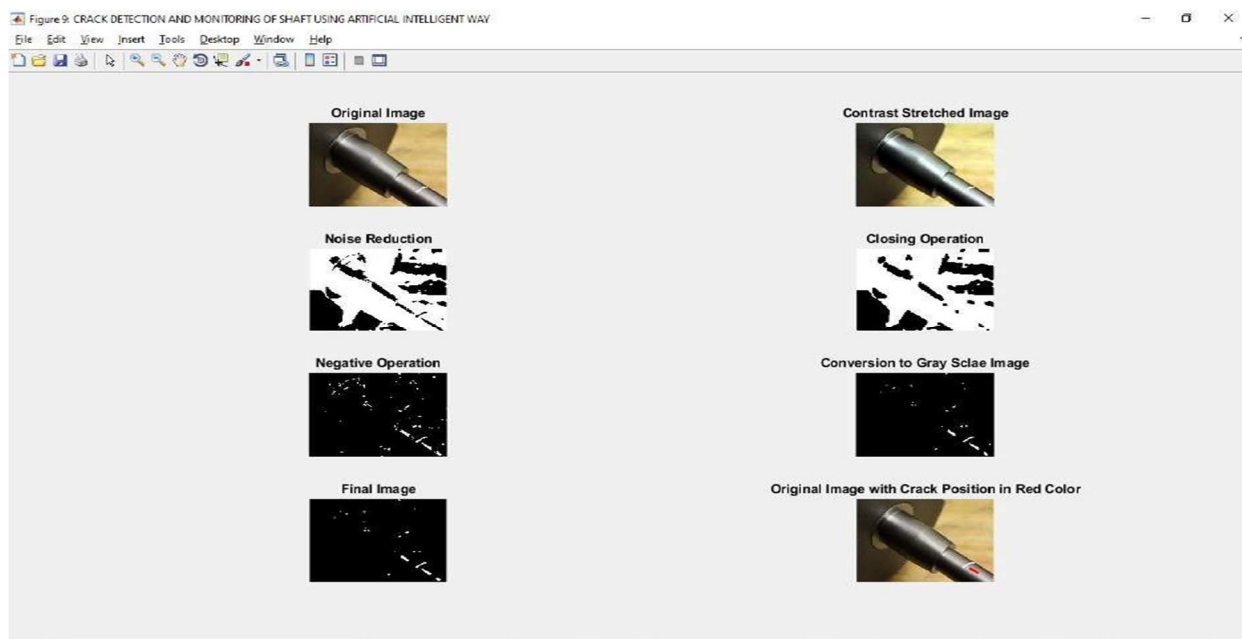 Figure 9: CRACK DETECTION AND MONITORING OF SHAFT USING ARTIFICIAL INTELLIGENT WAY
File Edit View Insert Tools Desktop Window Help
Original Image
Contrast Stretched Image
Noise Reduction
Closing Operation
Negative Operation
Conversion to Gray Sclae Image
Final Image
Original Image with Crack Position in Red Color